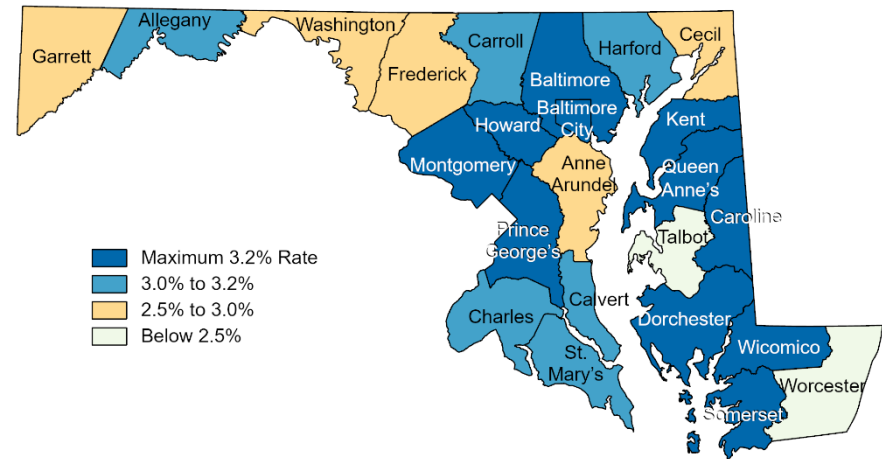 Allegany
Washington
Garrett
Frederick
Carroll
Harford
Cecil
Baltimore
Baltimore
City
Howard
Montgomery
Kent
Anne
Arundel
Queen
Anne's
Prince
George's
Caroline
Talbot
Maximum 3.2% Rate
3.0% to 3.2%
2.5% to 3.0%
Below 2.5%
Calvert
Charles
St.
Mary's
Dorchester
Wicomico
Worcester
Somerset